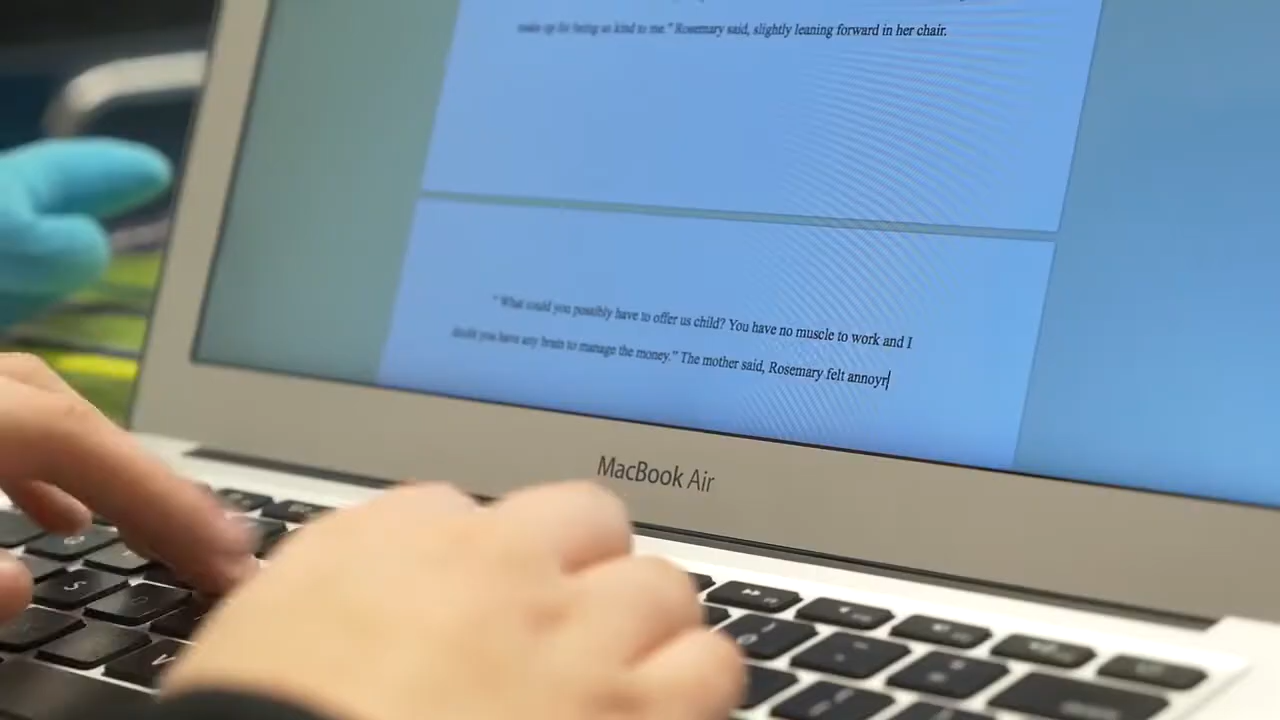 make up for being so kind to me." Rosemary said, slightly leaning forward in her chair.
" What could you possibly have to offer us child? You have no muscle to work and I
doubt you have any brain to manage the money." The mother said, Rosemary felt annoyr
MacBook Air